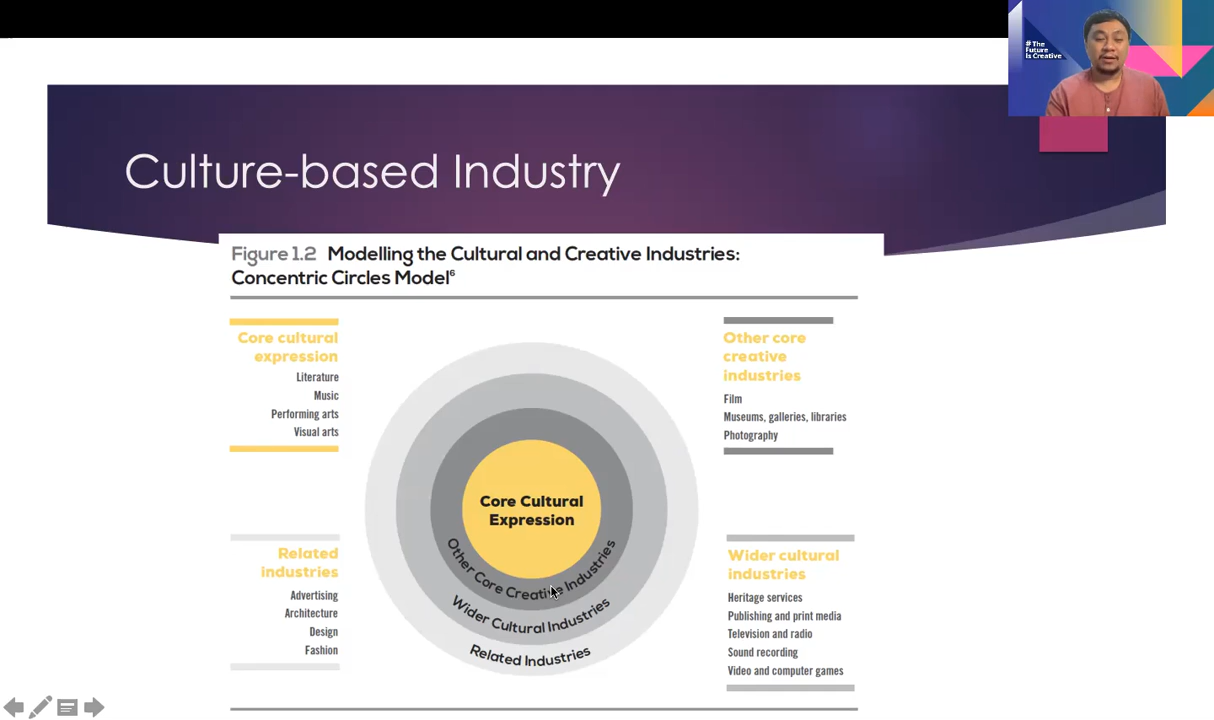 # The
Future
is Creative
Culture-based Industry
Figure 1.2 Modelling the Cultural and Creative Industries:
Concentric Circles Model6
Core cultural
expression
Literature
Music
Performing arts
Visual arts
Other core
creative
industries
Film
Museums, galleries, libraries
Photography
Core Cultural
Expression
Other Core Creative Industries
Wider Cultural Industries
Related Industries
Related
industries
Advertising
Architecture
Design
Fashion
Wider cultural
industries
Heritage services
Publishing and print media
Television and radio
Sound recording
Video and computer games